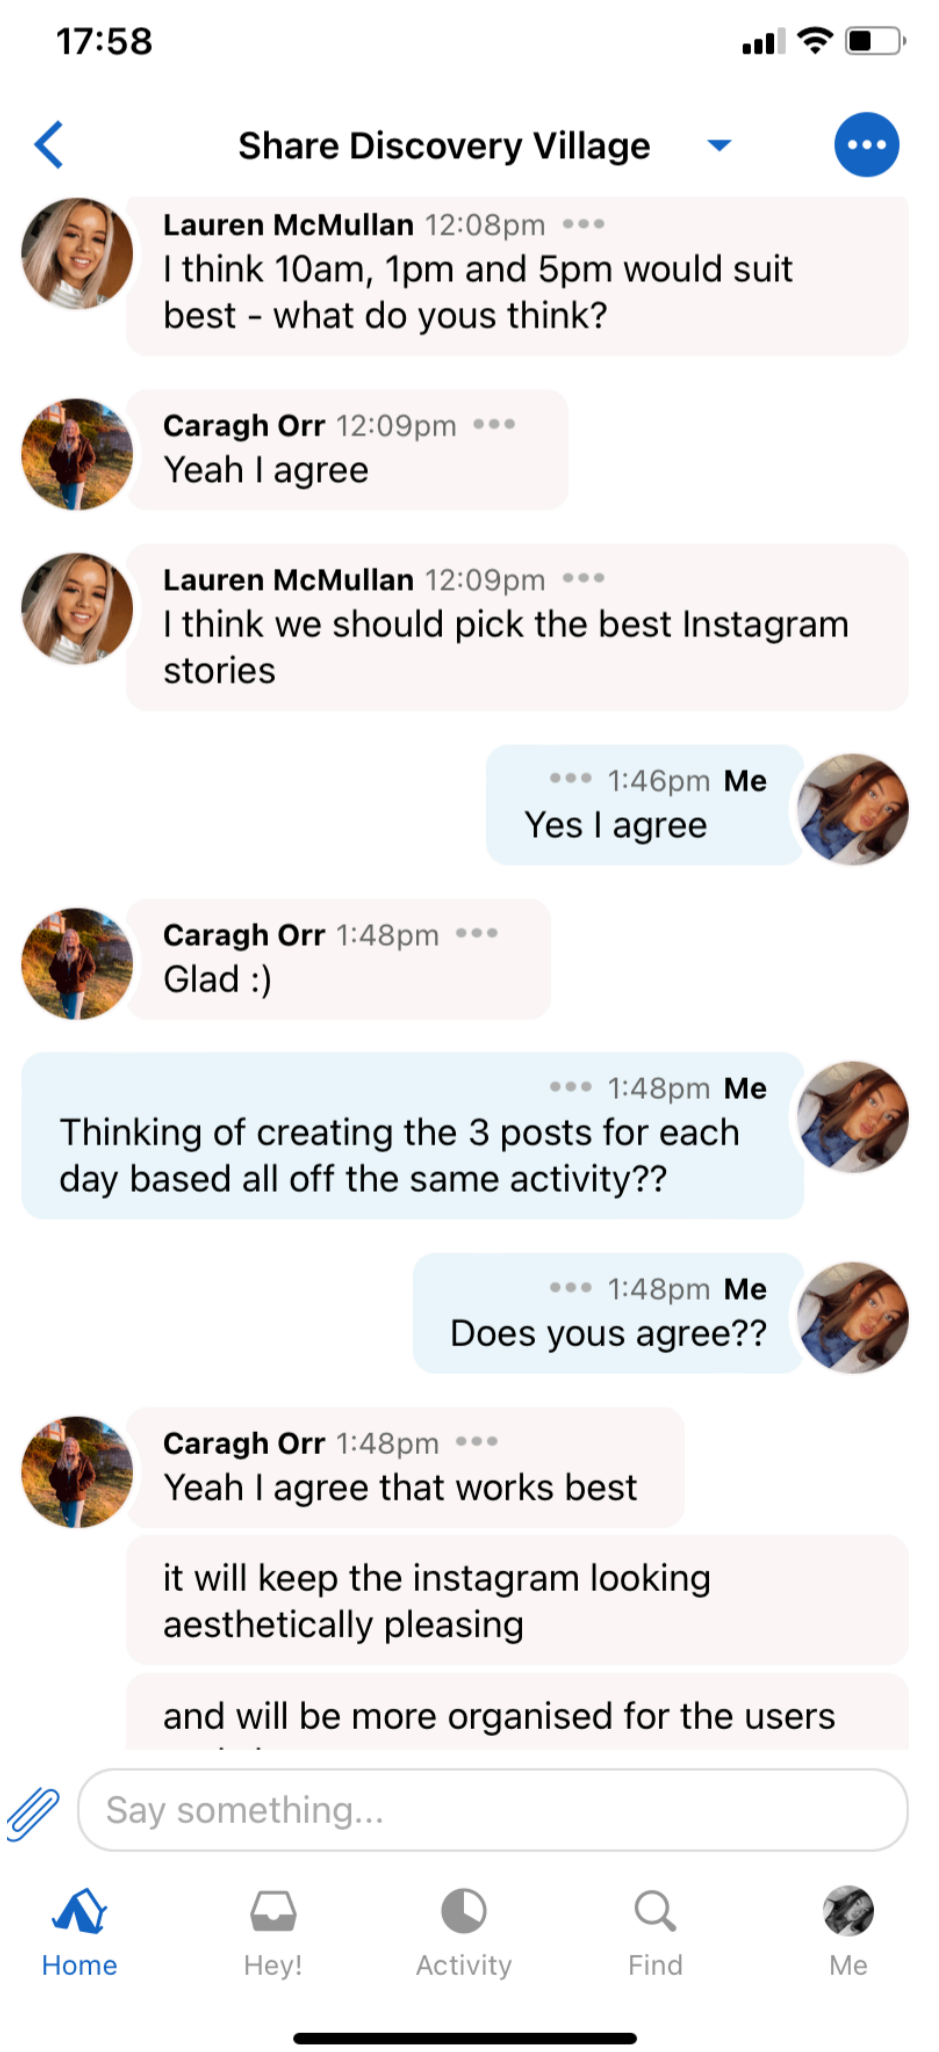 17:58
Share Discovery Village
Lauren McMullan 12:08pm
I think 10am, 1pm and 5pm would suit
best - what do yous think?
Caragh Orr 12:09pm
Yeah I agree
Lauren McMullan 12:09pm
I think we should pick the best Instagram
stories
1:46pm Me
Yes I agree
Caragh Orr 1:48pm
Glad :)
1:48pm Me
Thinking of creating the 3 posts for each
day based all off the same activity??
1:48pm Me
Does yous agree??
Caragh Orr 1:48pm
Yeah I agree that works best
it will keep the instagram looking
aesthetically pleasing
and will be more organised for the users
Say something...
Home
Hey!
Activity
Find
Me